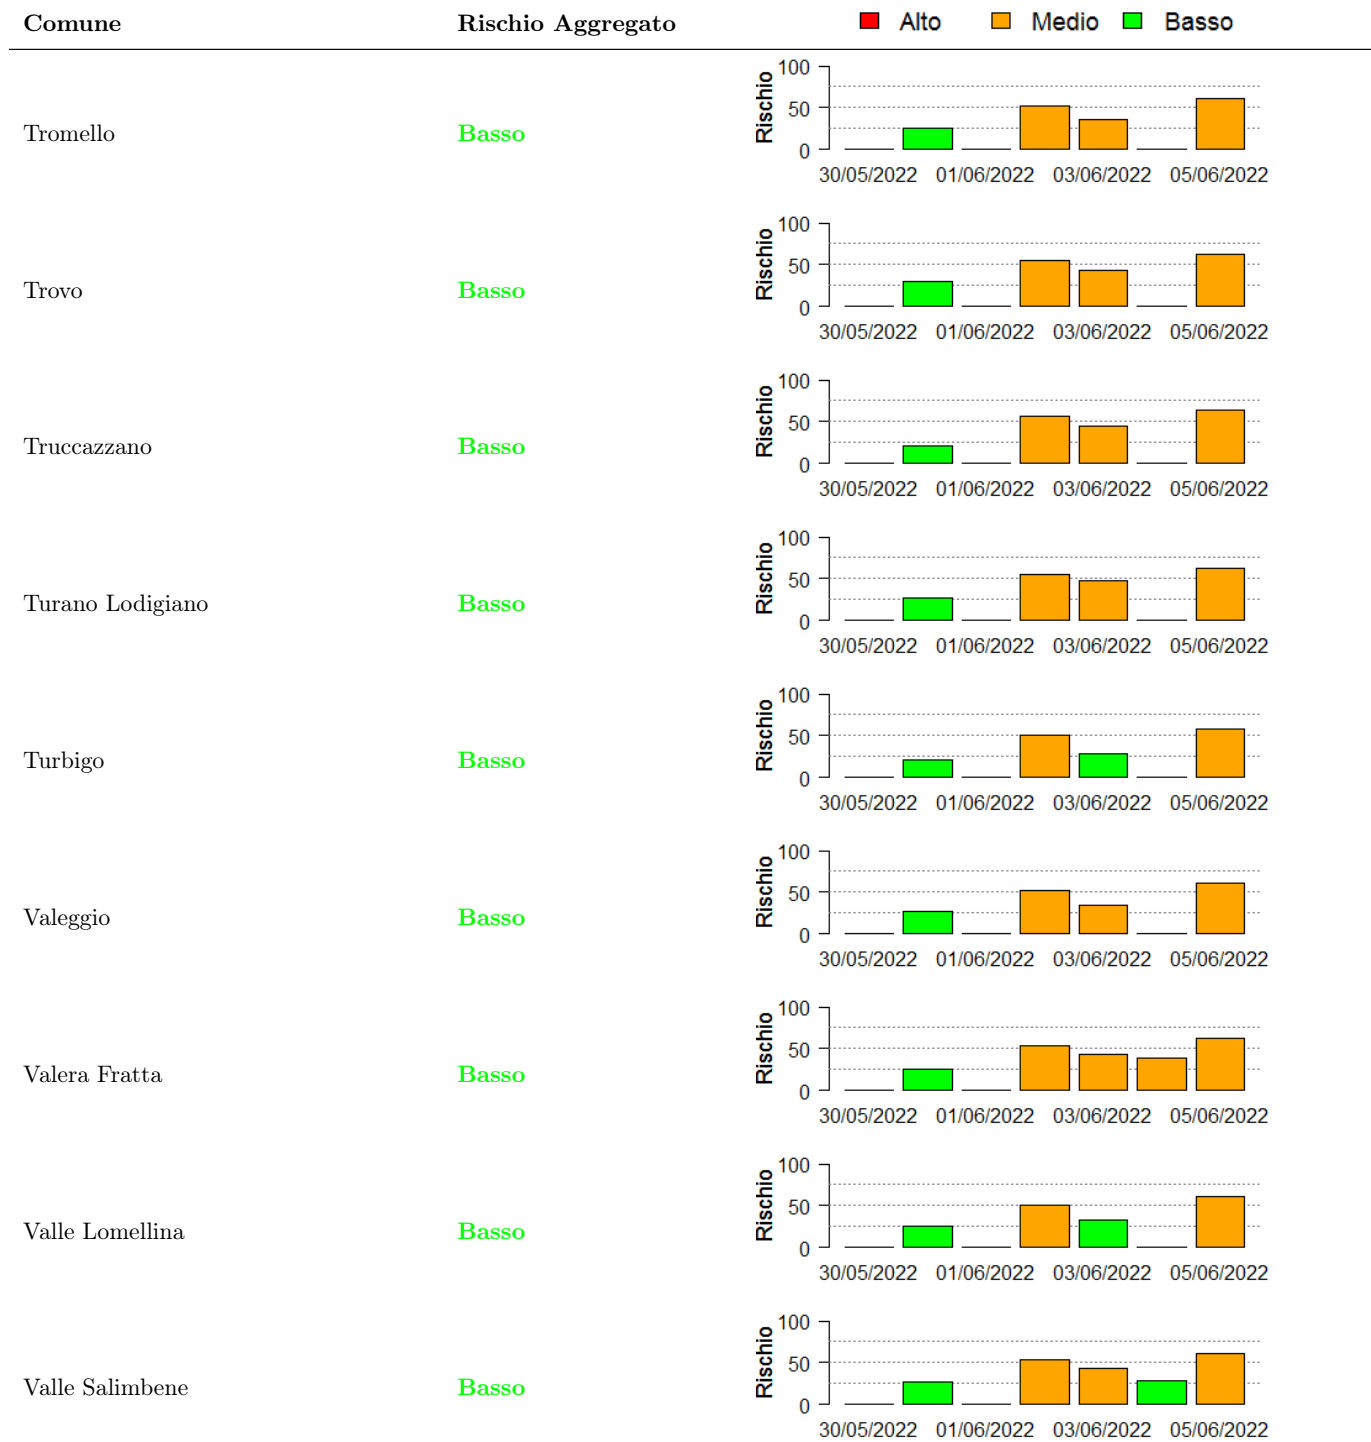 Comune Rischio Aggregato Alto Medio Basso
100
50
0
Rischio
Tromello Basso
30/05/2022 01/06/2022 03/06/2022 05/06/2022
100
50
0
Rischio
Trovo Basso
30/05/2022 01/06/2022 03/06/2022 05/06/2022
100
50
0
Rischio
Truccazzano Basso
30/05/2022 01/06/2022 03/06/2022 05/06/2022
100
50
0
Rischio
Turano Lodigiano Basso
30/05/2022 01/06/2022 03/06/2022 05/06/2022
100
50
0
Rischio
Turbigo Basso
30/05/2022 01/06/2022 03/06/2022 05/06/2022
100
50
0
Rischio
Valeggio Basso
30/05/2022 01/06/2022 03/06/2022 05/06/2022
100
50
0
Rischio
Valera Fratta Basso
30/05/2022 01/06/2022 03/06/2022 05/06/2022
100
50
0
Rischio
Valle Lomellina Basso
30/05/2022 01/06/2022 03/06/2022 05/06/2022
100
50
0
Rischio
Valle Salimbene Basso
30/05/2022 01/06/2022 03/06/2022 05/06/2022